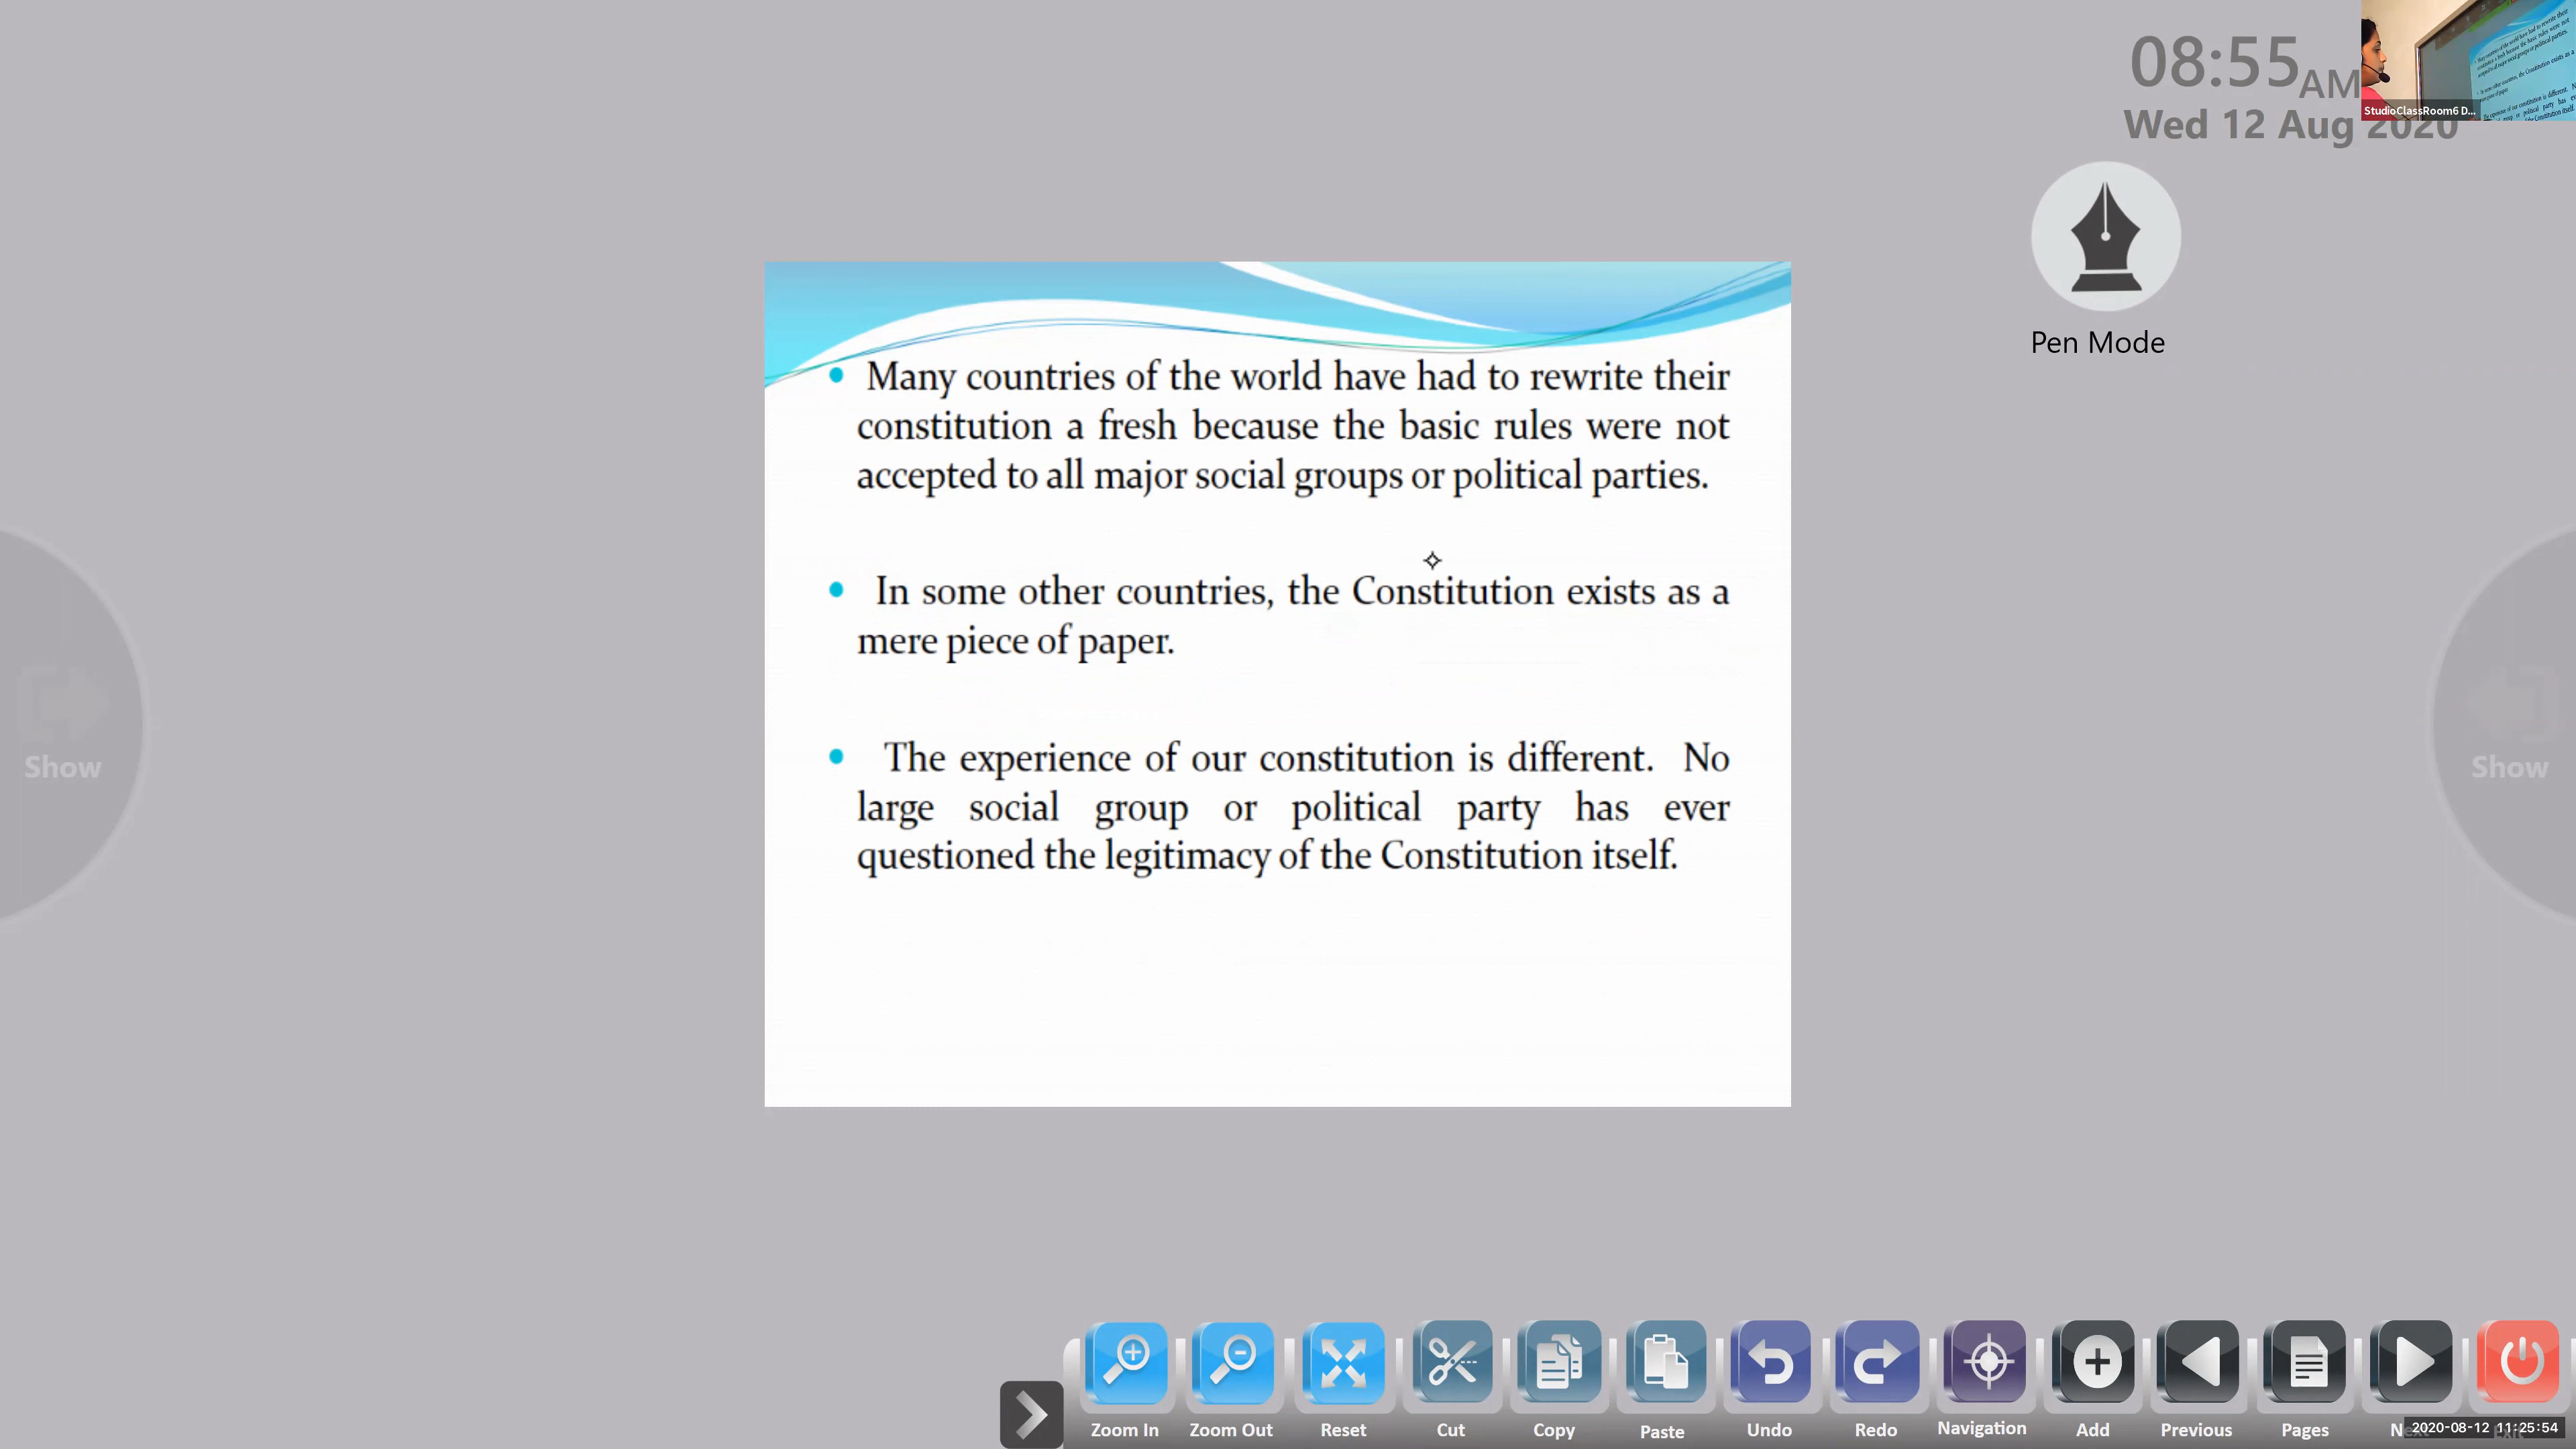 08:55 AM
Wed 12 Aug 2020
StudioClassRoom6 D...
Pen Mode
• Many countries of the world have had to rewrite their
constitution a fresh because the basic rules were not
accepted to all major social groups or political parties.
• In some other countries, the Constitution exists as a
mere piece of paper.
• The experience of our constitution is different. No
large social group or political party has ever
questioned the legitimacy of the Constitution itself.
Show
Show
Zoom In Zoom Out Reset Cut Copy Paste Undo Redo Navigation Add Previous Pages
2020-08-12 11:25:54